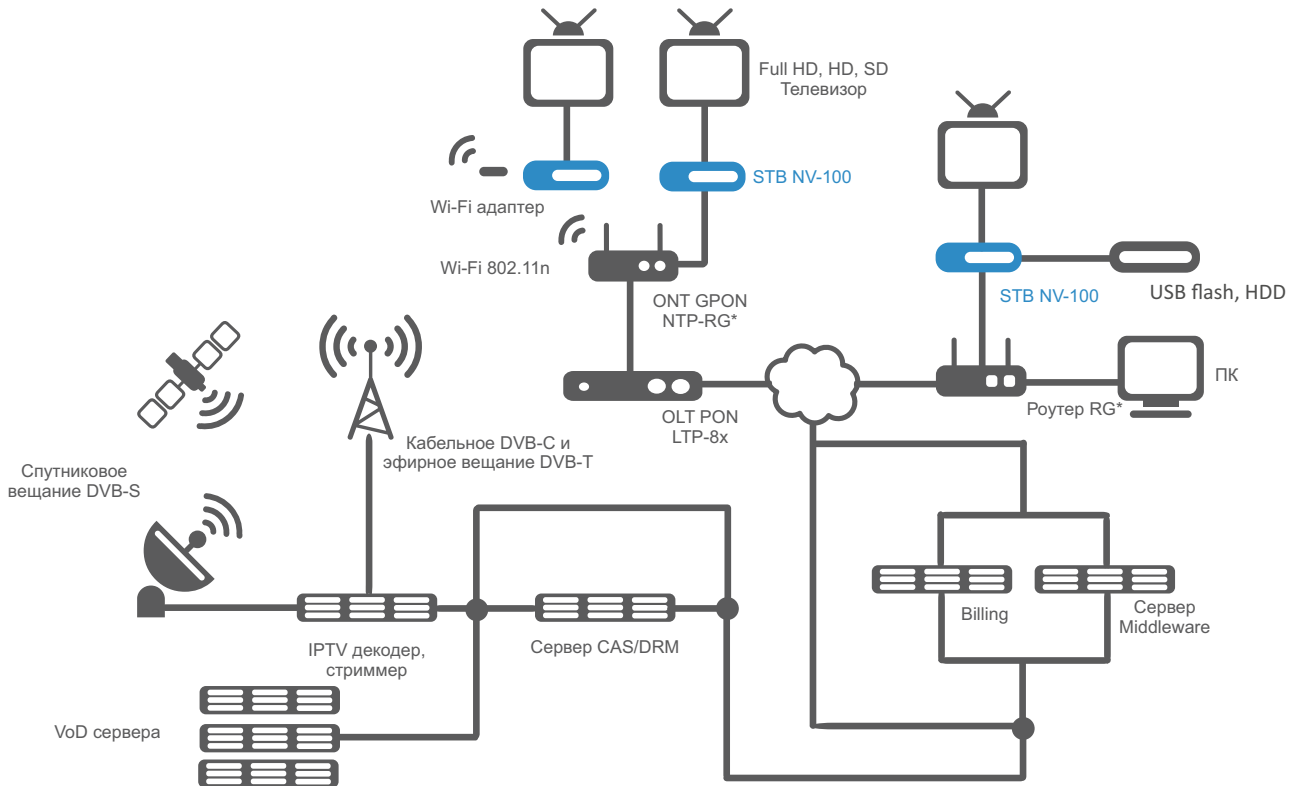 Full HD, HD, SD
Телевизор
STB NV-100
Wi-Fi адаптер
Wi-Fi 802.11n
ONT GPON
NTP-RG*
STB NV-100
USB flash, HDD
OLT PON
LTP-8x
Роутер RG*
ПК
Кабельное DVB-C и
эфирное вещание DVB-T
Спутниковое
вещание DVB-S
IPTV декодер,
стриммер
Сервер CAS/DRM
Billing
Сервер
Middleware
VoD сервера